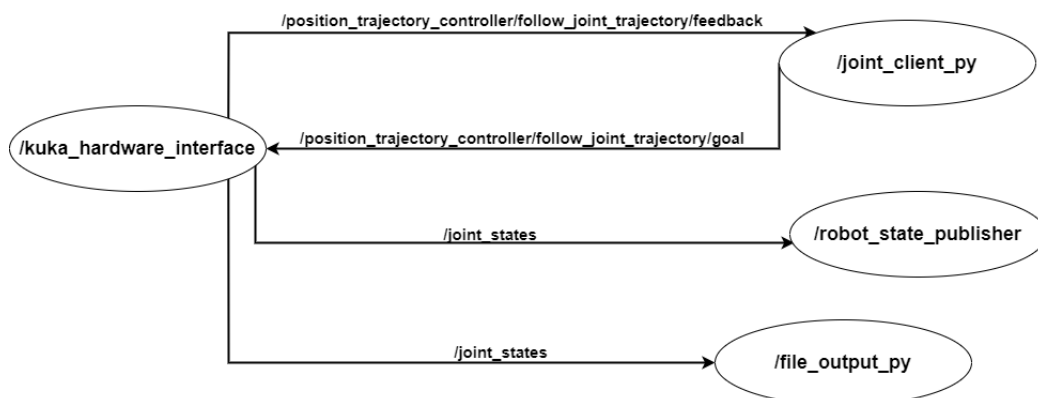 /position_trajectory_controller/follow_joint_trajectory/feedback
/joint_client_py
/kuka_hardware_interface
/position_trajectory_controller/follow_joint_trajectory/goal
/joint_states
/robot_state_publisher
/joint_states
/file_output_py